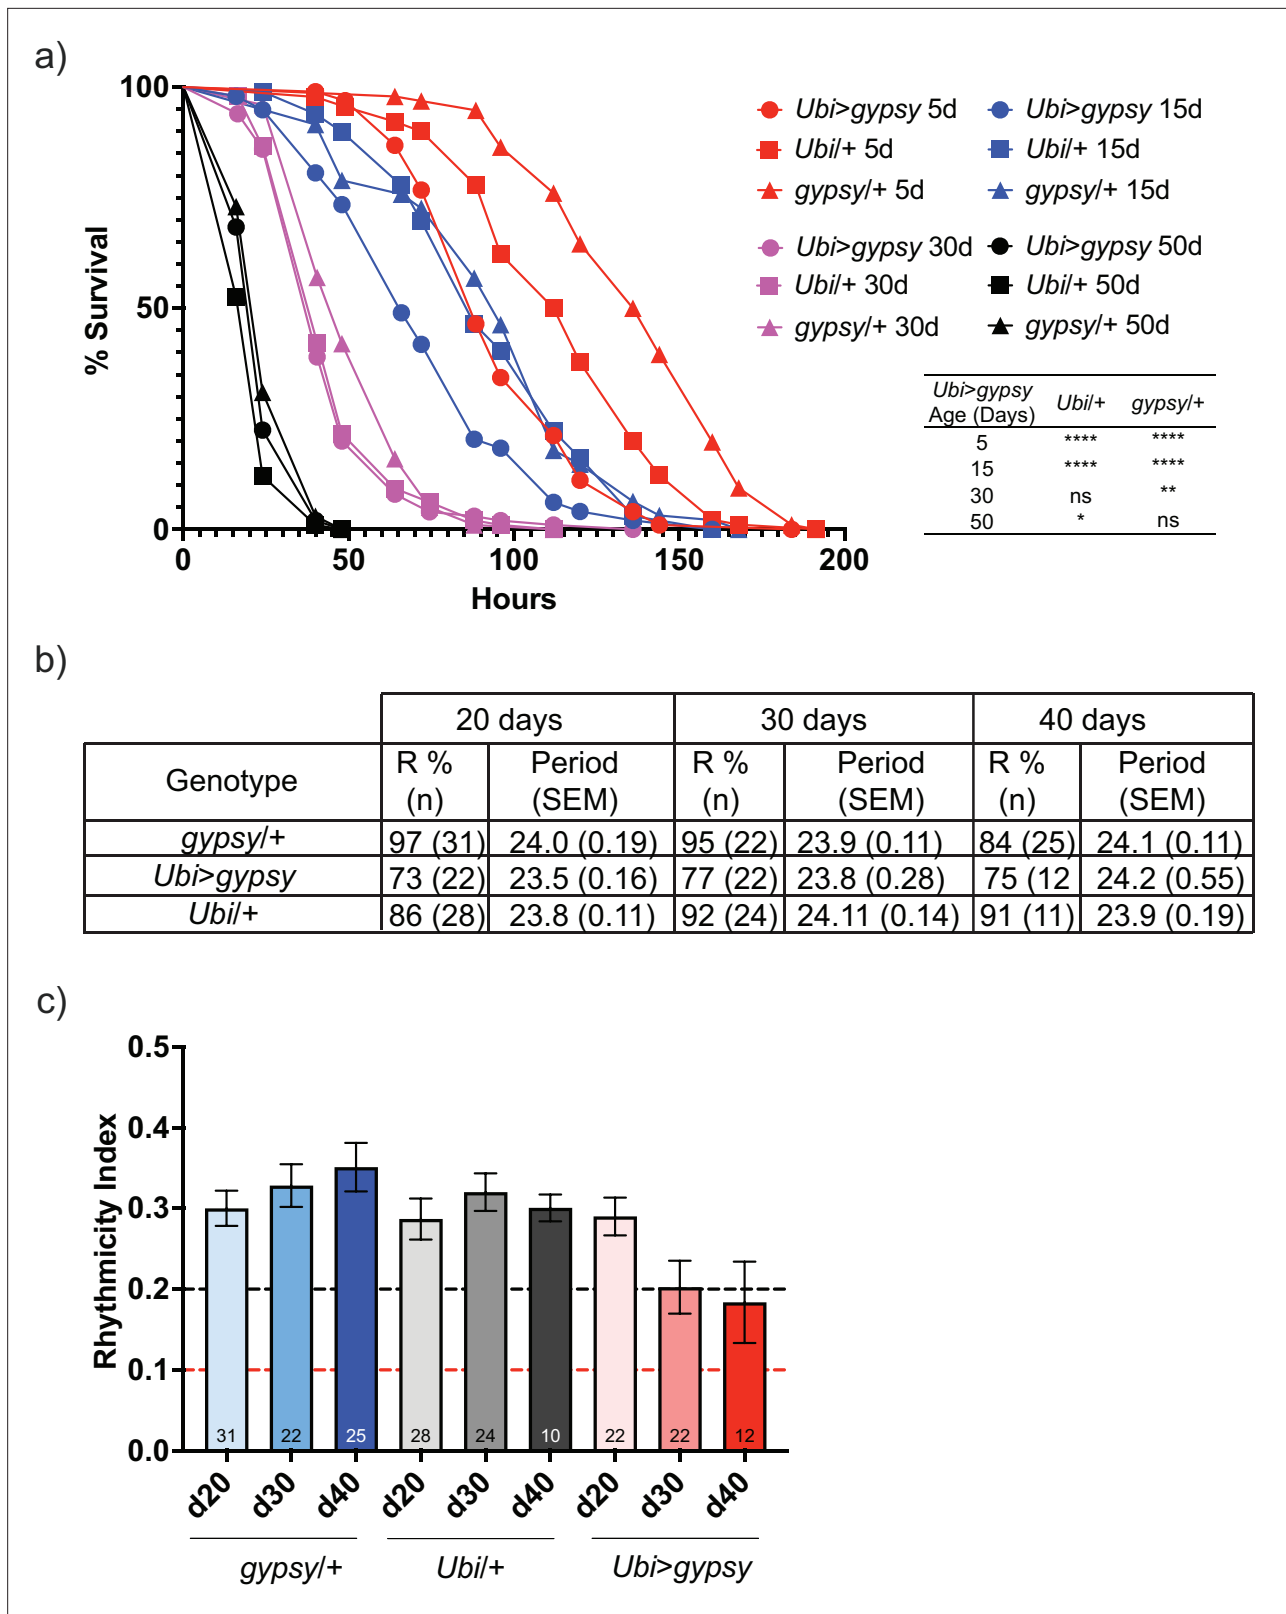 a)
100
50
0
% Survival
0 50 100 150 200
Hours
Ubi>gypsy 5d
Ubi/+ 5d
gypsy/+ 5d
Ubi>gypsy 15d
Ubi/+ 15d
gypsy/+ 15d
Ubi>gypsy 30d
Ubi/+ 30d
gypsy/+ 30d
Ubi>gypsy 50d
Ubi/+ 50d
gypsy/+ 50d
Ubi>gypsy
Age (Days) Ubi/+ gypsy/+
5 **** ****
15 **** ****
30 ns **
50 * ns
b)
20 days 30 days 40 days
Genotype R % (n) Period (SEM) R % (n) Period (SEM) R % (n) Period (SEM)
gypsy/+ 97 (31) 24.0 (0.19) 95 (22) 23.9 (0.11) 84 (25) 24.1 (0.11)
Ubi>gypsy 73 (22) 23.5 (0.16) 77 (22) 23.8 (0.28) 75 (12 24.2 (0.55)
Ubi/+ 86 (28) 23.8 (0.11) 92 (24) 24.11 (0.14) 91 (11) 23.9 (0.19)
c)
0.5
0.4
0.3
0.2
0.1
0.0
Rhythmicity Index
31 22 25 28 24 10 22 22 12
d20 d30 d40 d20 d30 d40 d20 d30 d40
gypsy/+ Ubi/+ Ubi>gypsy